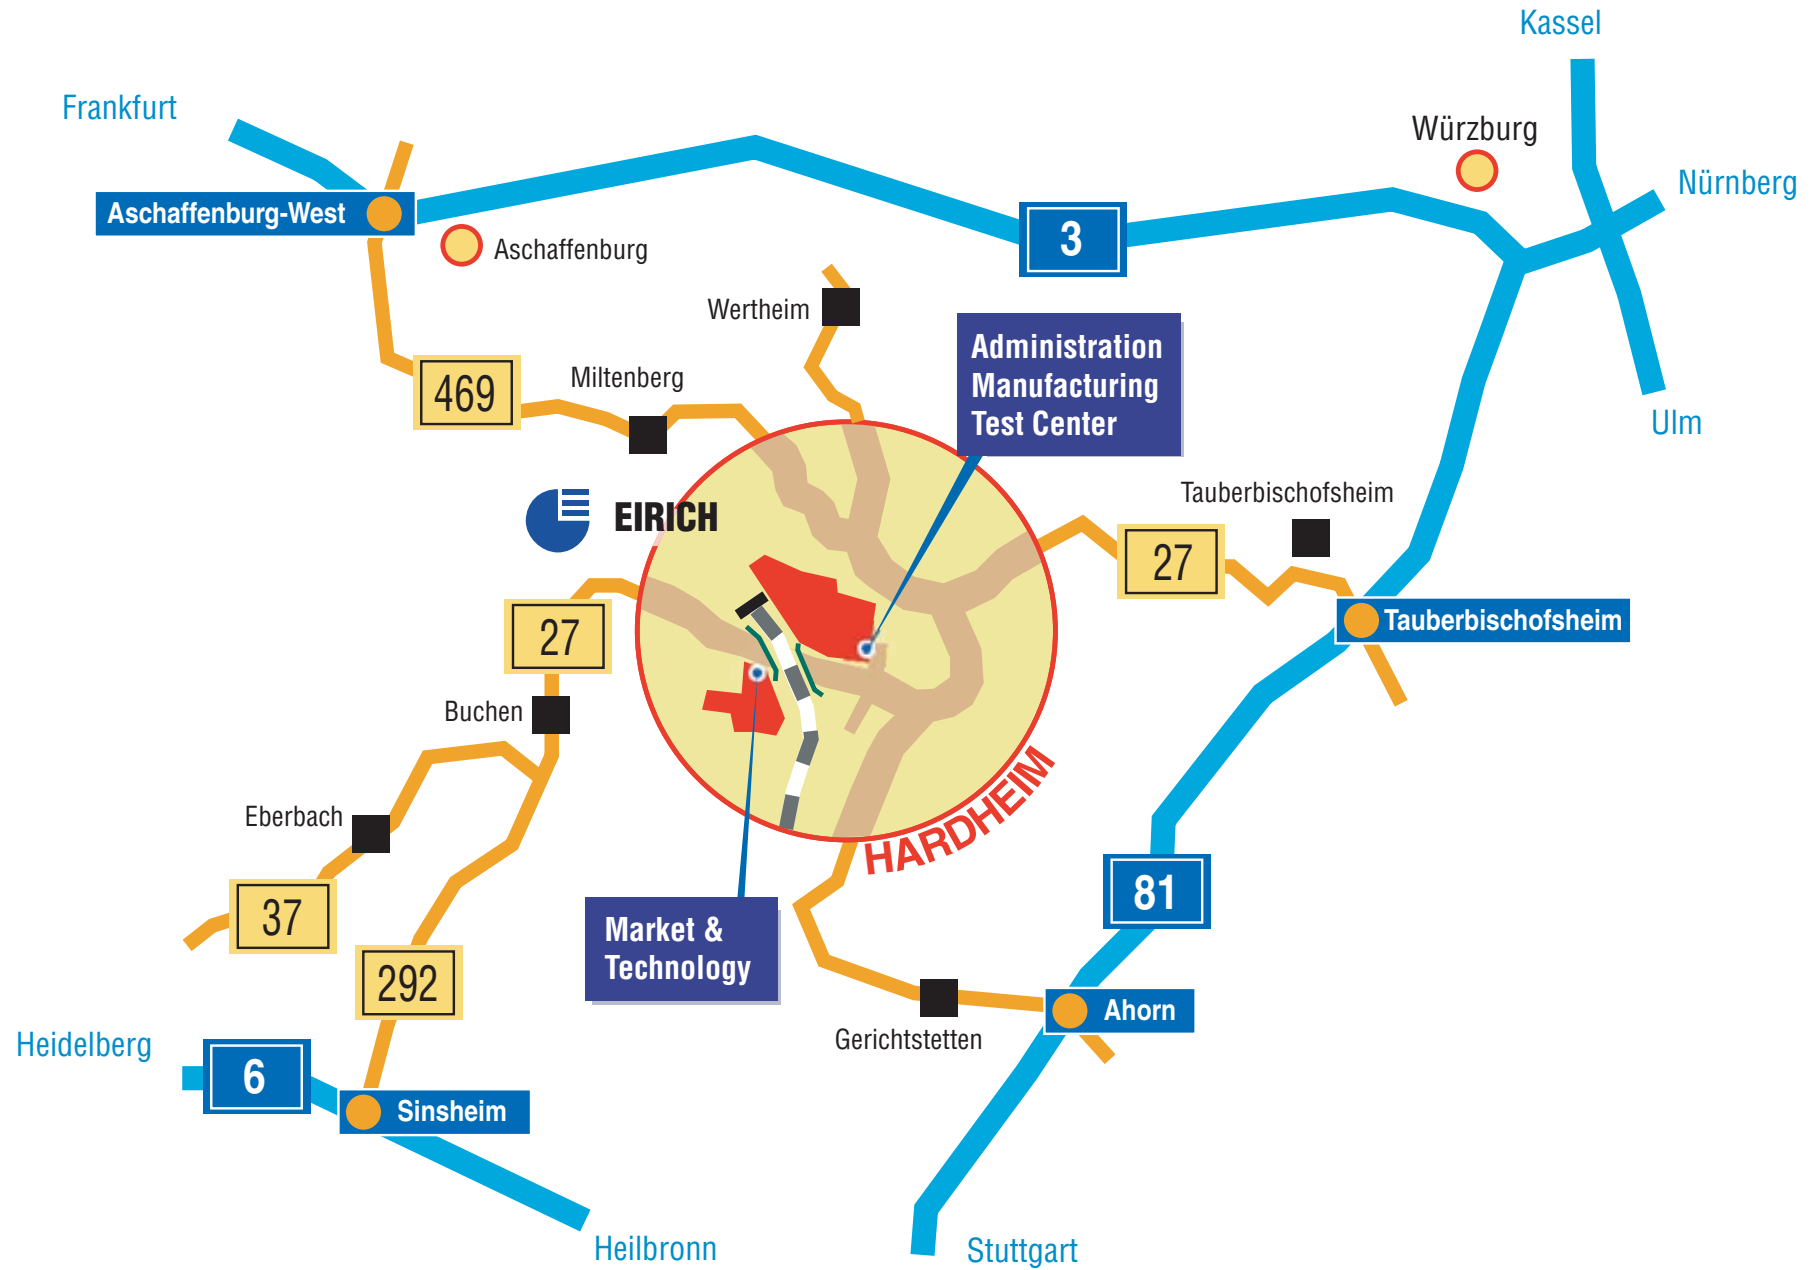 Kassel
Frankfurt
Würzburg
Nürnberg
Aschaffenburg-West
3
Aschaffenburg
Wertheim
Administration
Manufacturing
Test Center
Miltenberg
469
Ulm
Tauberbischofsheim
EIRICH
27
27
Tauberbischofsheim
Buchen
Eberbach
HARDHEIM
81
37
Market &
Technology
292
Ahorn
Gerichtstetten
Heidelberg
6
Sinsheim
Heilbronn
Stuttgart